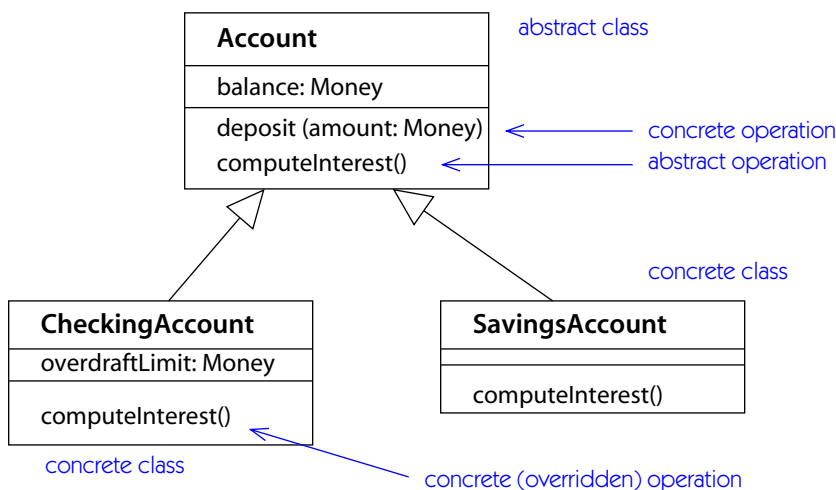 Account
abstract class
balance: Money
deposit (amount: Money)
concrete operation
computeInterest()
abstract operation
concrete class
CheckingAccount
SavingsAccount
overdraftLimit: Money
computeInterest()
computeInterest()
concrete class
concrete (overridden) operation